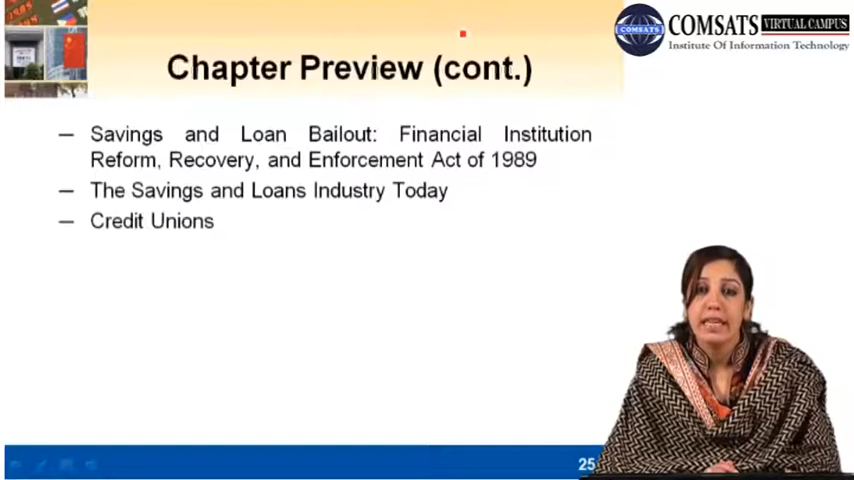 COMSATS
COMSATS VIRTUAL CAMPUS
Institute Of Information Technology
Chapter Preview (cont.)
— Savings and Loan Bailout: Financial Institution
Reform, Recovery, and Enforcement Act of 1989
— The Savings and Loans Industry Today
— Credit Unions
25